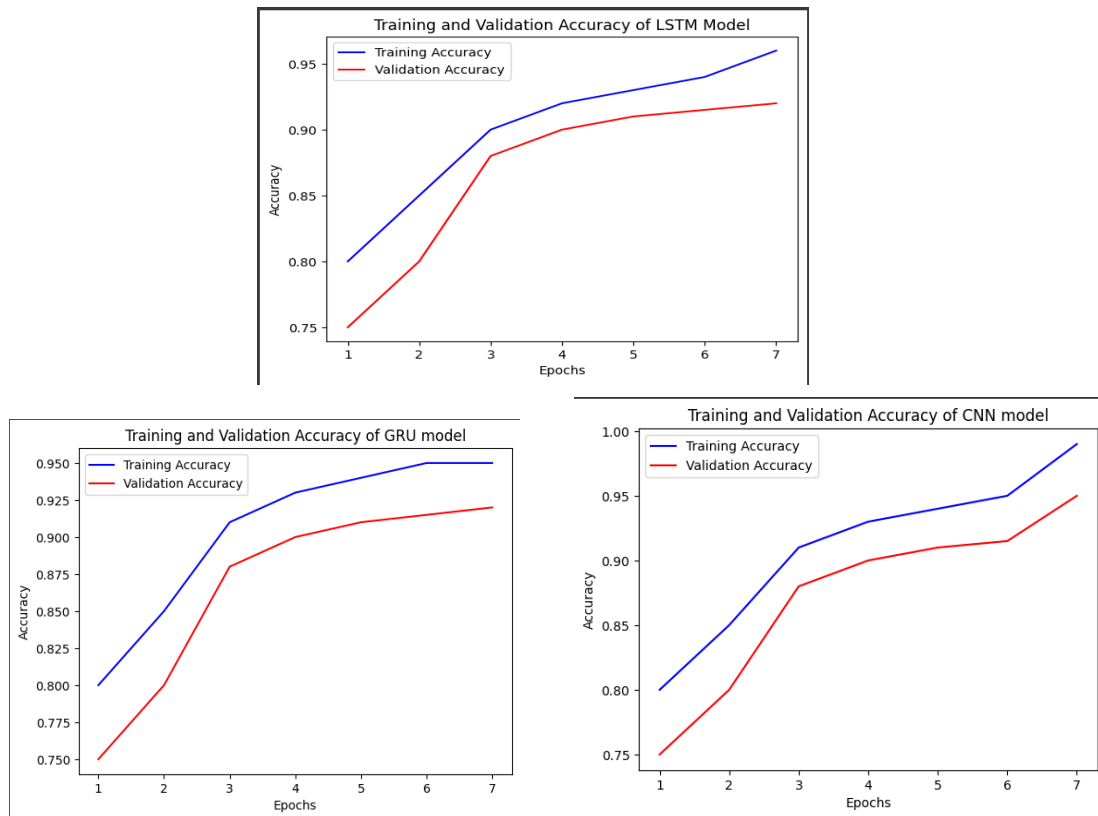 Training and Validation Accuracy of LSTM Model
Training Accuracy
Validation Accuracy
0.95
0.90
0.85
0.80
0.75
Accuracy
1 2 3 4 5 6 7
Epochs
Training and Validation Accuracy of GRU model
Training Accuracy
Validation Accuracy
0.950
0.925
0.900
0.875
0.850
0.825
0.800
0.775
0.750
Accuracy
1 2 3 4 5 6 7
Epochs
Training and Validation Accuracy of CNN model
Training Accuracy
Validation Accuracy
1.00
0.95
0.90
0.85
0.80
0.75
Accuracy
1 2 3 4 5 6 7
Epochs